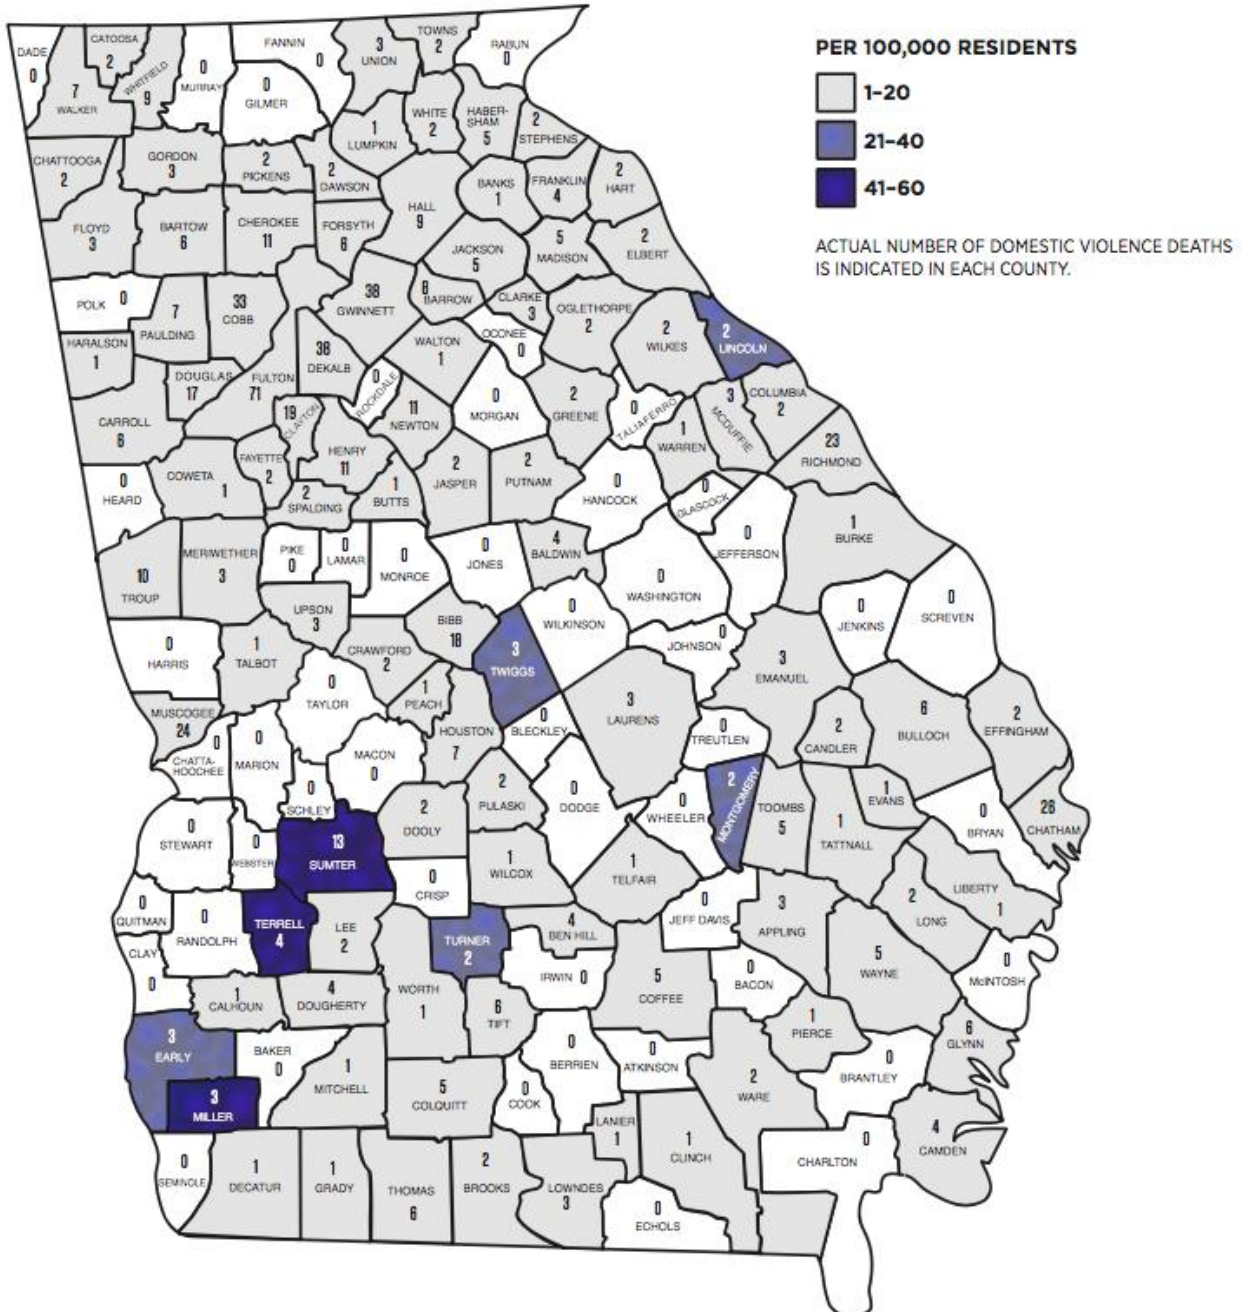 PER 100,000 RESIDENTS
1–20
21–40
41–60
ACTUAL NUMBER OF DOMESTIC VIOLENCE DEATHS
IS INDICATED IN EACH COUNTY.
DADE
0
CATOOSA
2
WHITFIELD
9
7
WALKER
0
MURRAY
FANNIN
0
0
GILMER
3
UNION
TOWNS
2
RABUN
0
1
LUMPKIN
WHITE
2
HABER-
SHAM
5
2
STEPHENS
CHATTOOGA
2
GORDON
3
2
PICKENS
2
DAWSON
HALL
9
BANKS
1
FRANKLIN
4
2
HART
FLOYD
3
BARTOW
6
CHEROKEE
11
FORSYTH
6
JACKSON
5
5
MADISON
2
ELBERT
POLK 0
7
PAULDING
33
COBB
38
GWINNETT
BARROW
CLARKE
3
OGLETHORPE
2
2
WILKES
2
LINCOLN
HARALSON
1
DOUGLAS
17
FULTON
71
38
DEKALB
WALTON
1
OCONEE
0
0
ROCKDALE
0
MORGAN
2
GREENE
0
TALIAFERRO
3
MCDUFFIE
COLUMBIA
2
CARROLL
6
19
CLAYTON
11
NEWTON
1
WARREN
23
RICHMOND
0
HEARD
COWETA
1
FAYETTE
2
HENRY
11
2
SPALDING
1
BUTTS
2
JASPER
2
PUTNAM
0
HANCOCK
0
GLASCOCK
0
JEFFERSON
1
BURKE
10
TROUP
MERIWETHER
3
PIKE
0
0
LAMAR
0
MONROE
0
JONES
4
BALDWIN
0
WASHINGTON
0
JENKINS
0
SCREVEN
UPSON
3
BIBB
18
0
WILKINSON
0
JOHNSON
0
HARRIS
1
TALBOT
CRAWFORD
2
3
TWIGGS
3
EMANUEL
0
TAYLOR
1
PEACH
3
LAURENS
MUSCOGEE
24
0
CHATTA-
HOOCHEE
0
MARION
MACON
0
HOUSTON
7
0
BLECKLEY
0
TREUTLEN
2
CANDLER
6
BULLOCH
2
EFFINGHAM
0
SCHLEY
2
DOOLY
2
PULASKI
0
DODGE
0
WHEELER
2
MONTGOMERY
TOOMBS
5
1
TATTNALL
1
EVANS
0
BRYAN
26
CHATHAM
0
STEWART
0
WEBSTER
13
SUMTER
0
CRISP
1
WILCOX
1
TELFAIR
LIBERTY
1
0
QUITMAN
0
RANDOLPH
TERRELL
4
LEE
2
TURNER
2
4
BEN HILL
0
JEFF DAVIS
3
APPLING
2
LONG
CLAY
0
5
WAYNE
0
McINTOSH
1
CALHOUN
4
DOUGHERTY
WORTH
1
6
TIFT
IRWIN 0
5
COFFEE
0
BACON
1
PIERCE
3
EARLY
BAKER
0
0
BERRIEN
0
ATKINSON
6
GLYNN
3
MILLER
1
MITCHELL
5
COLQUITT
0
COOK
2
WARE
0
BRANTLEY
LANIER
1
1
CLINCH
0
CHARLTON
4
CAMDEN
0
SEMINOLE
1
DECATUR
1
GRADY
THOMAS
6
2
BROOKS
LOWNDES
3
0
ECHOLS